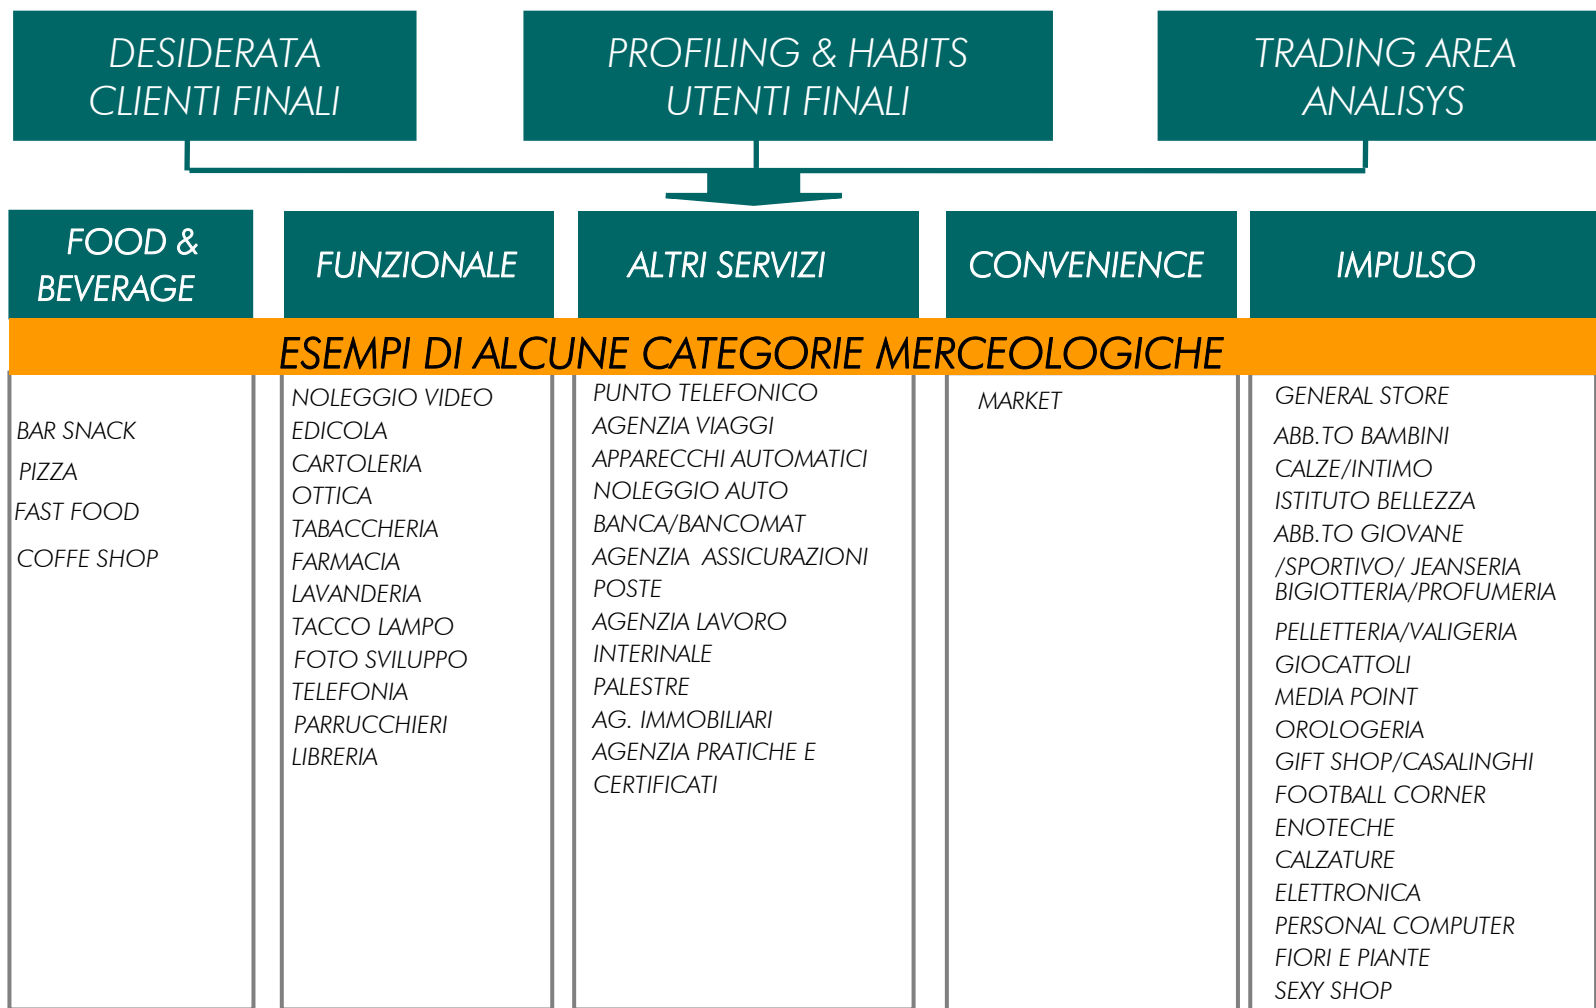 DESIDERATA
CLIENTI FINALI
PROFILING & HABITS
UTENTI FINALI
TRADING AREA
ANALISYS
FOOD &
BEVERAGE
FUNZIONALE
ALTRI SERVIZI
CONVENIENCE
IMPULSO
ESEMPI DI ALCUNE CATEGORIE MERCEOLOGICHE
BAR SNACK
PIZZA
FAST FOOD
COFFE SHOP
NOLEGGIO VIDEO
EDICOLA
CARTOLERIA
OTTICA
TABACCHERIA
FARMACIA
LAVANDERIA
TACCO LAMPO
FOTO SVILUPPO
TELEFONIA
PARRUCCHIERI
LIBRERIA
PUNTO TELEFONICO
AGENZIA VIAGGI
APPARECCHI AUTOMATICI
NOLEGGIO AUTO
BANCA/BANCOMAT
AGENZIA ASSICURAZIONI
POSTE
AGENZIA LAVORO
INTERINALE
PALESTRE
AG. IMMOBILIARI
AGENZIA PRATICHE E
CERTIFICATI
MARKET
GENERAL STORE
ABB.TO BAMBINI
CALZE/INTIMO
ISTITUTO BELLEZZA
ABB.TO GIOVANE
/SPORTIVO/ JEANSERIA
BIGIOTTERIA/PROFUMERIA
PELLETTERIA/VALIGERIA
GIOCATTOLI
MEDIA POINT
OROLOGERIA
GIFT SHOP/CASALINGHI
FOOTBALL CORNER
ENOTECHE
CALZATURE
ELETTRONICA
PERSONAL COMPUTER
FIORI E PIANTE
SEXY SHOP